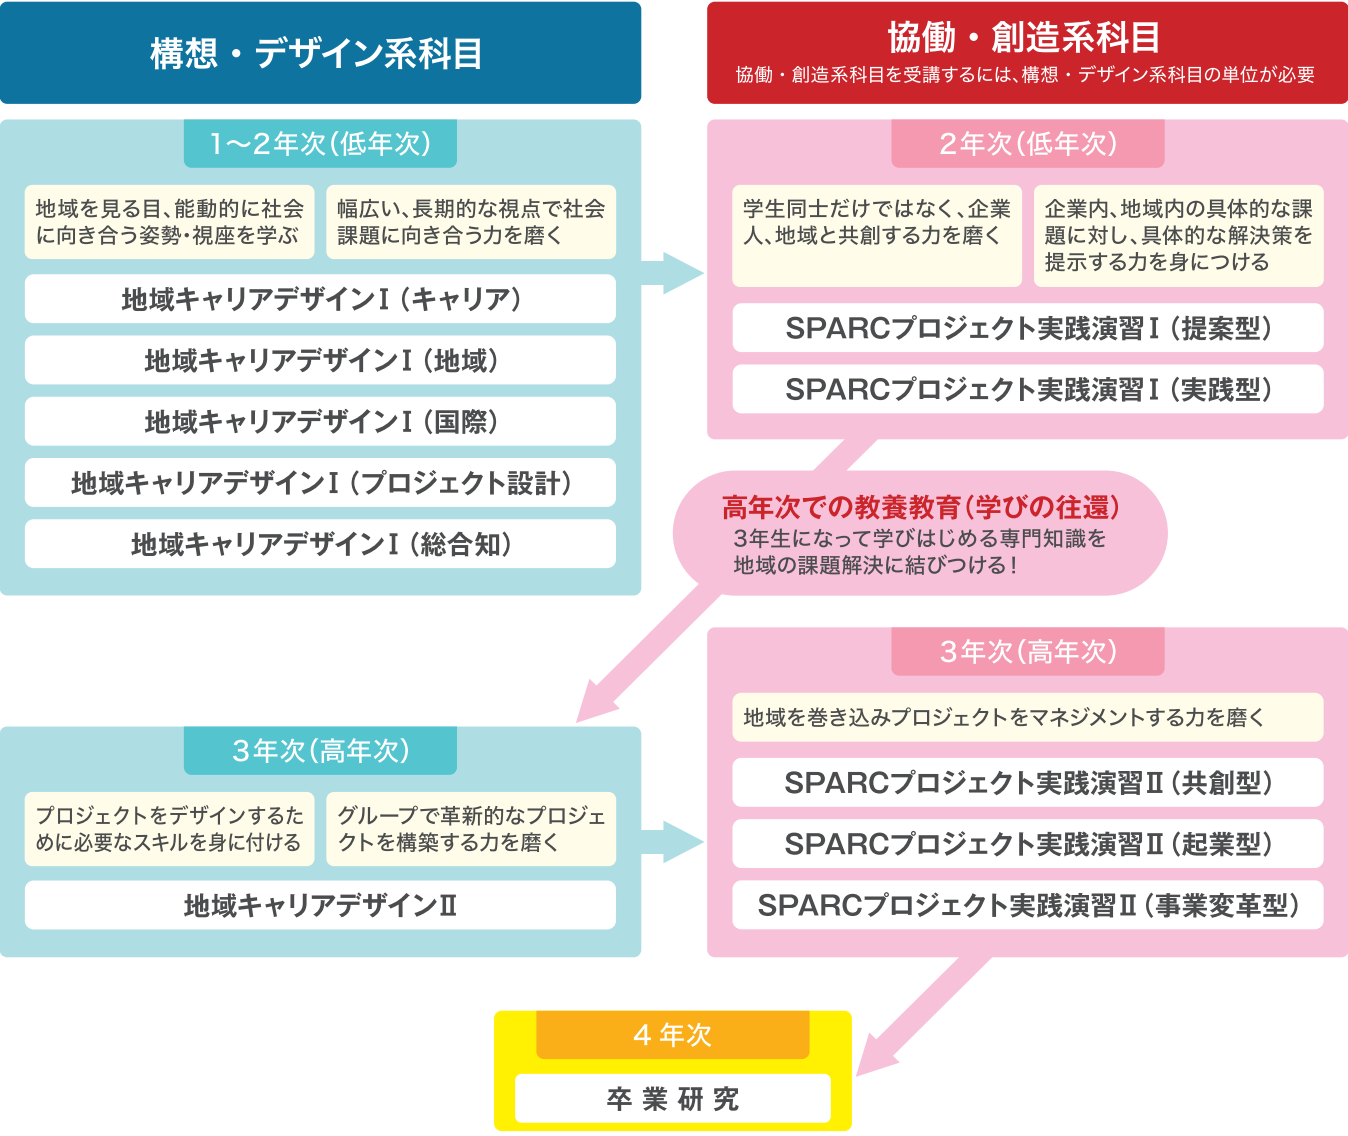 構想・デザイン系科目
1～2年次（低年次）
地域を見る目、能動的に社会
に向き合う姿勢・視座を学ぶ
幅広い、長期的な視点で社会
課題に向き合う力を磨く
地域キャリアデザインⅠ（キャリア）
地域キャリアデザインⅠ（地域）
地域キャリアデザインⅠ（国際）
地域キャリアデザインⅠ（プロジェクト設計）
地域キャリアデザインⅠ（総合知）
協働・創造系科目
協働・創造系科目を受講するには、構想・デザイン系科目の単位が必要
2年次（低年次）
学生同士だけではなく、企業
人、地域と共創する力を磨く
企業内、地域内の具体的な課
題に対し、具体的な解決策を
提示する力を身につける
SPARCプロジェクト実践演習Ⅰ（提案型）
SPARCプロジェクト実践演習Ⅰ（実践型）
高年次での教養教育（学びの往還）
3年生になって学びはじめる専門知識を
地域の課題解決に結びつける！
3年次（高年次）
プロジェクトをデザインするた
めに必要なスキルを身に付ける
グループで革新的なプロジェ
クトを構築する力を磨く
地域キャリアデザインⅡ
3年次（高年次）
地域を巻き込みプロジェクトをマネジメントする力を磨く
SPARCプロジェクト実践演習Ⅱ（共創型）
SPARCプロジェクト実践演習Ⅱ（起業型）
SPARCプロジェクト実践演習Ⅱ（事業変革型）
4年次
卒業研究